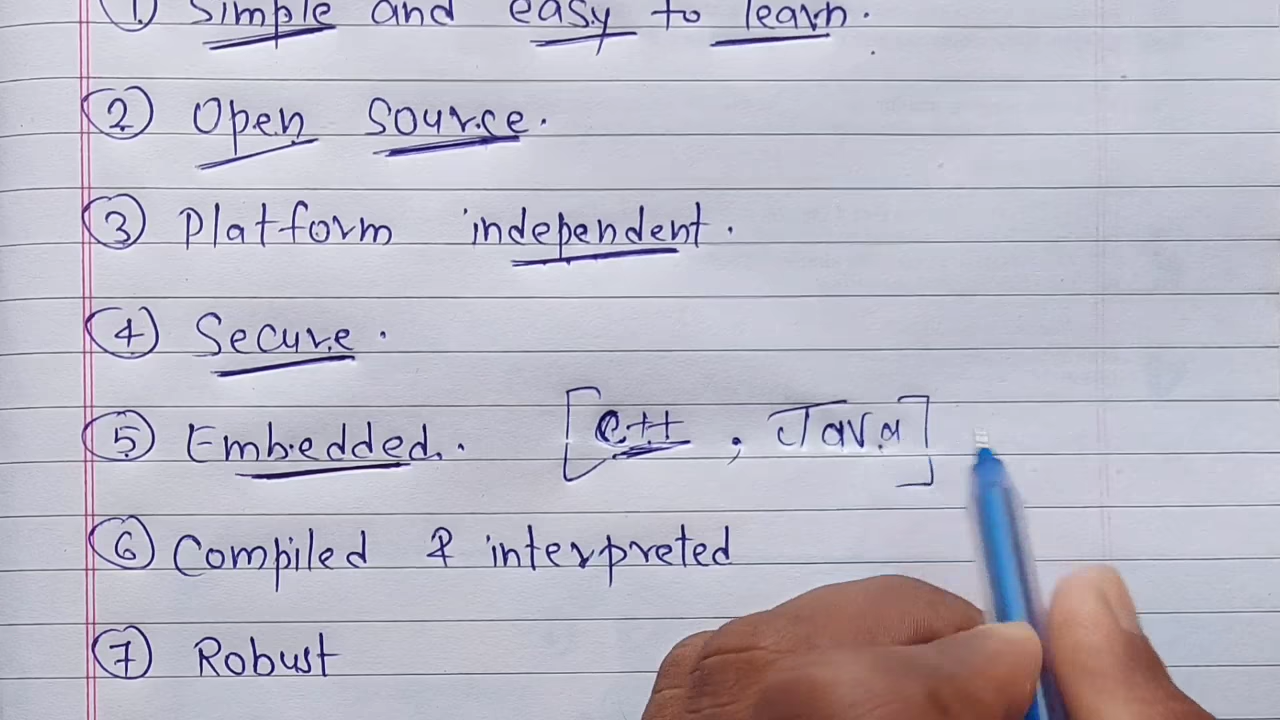 ① Simple and easy to learn.
② Open Source.
③ Platform independent.
④ Secure.
⑤ Embedded. [C++, Java]
⑥ Compiled & interpreted
⑦ Robust